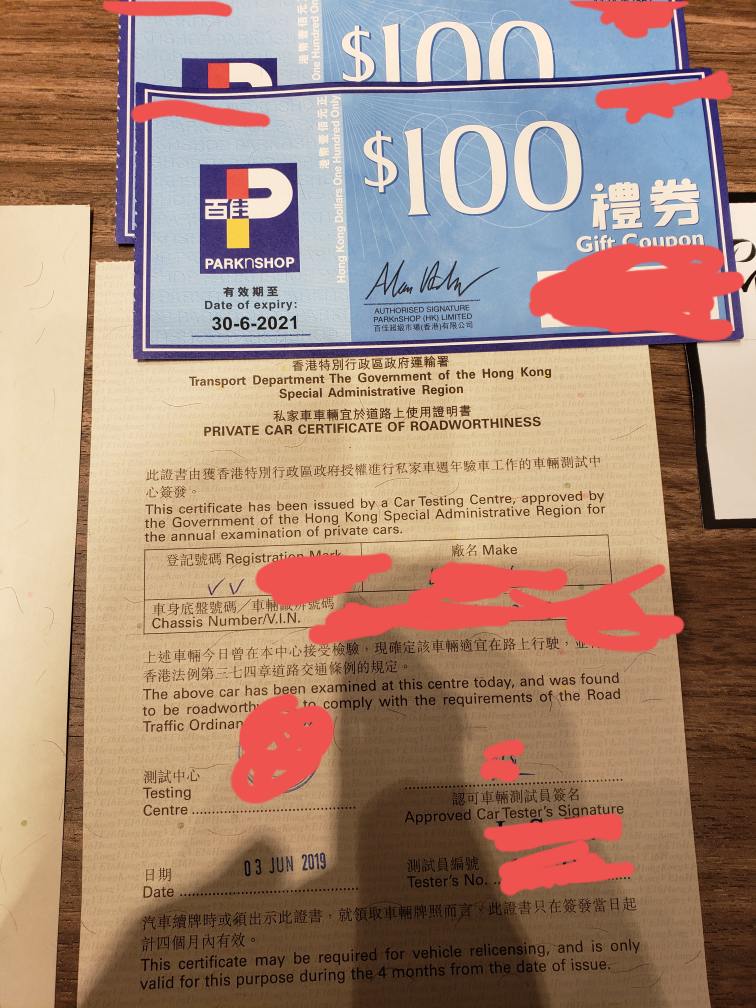 $100
港幣壹佰元正
Hong Kong Dollars One Hundred Only
$100
禮券
Gift Coupon
百佳
PARKnSHOP
有效期至
Date of expiry:
30-6-2021
AUTHORISED SIGNATURE
PARKnSHOP (HK) LIMITED
百佳超級市場(香港)有限公司
香港特別行政區政府運輸署
Transport Department The Government of the Hong Kong
Special Administrative Region
私家車車輛宜於道路上使用證明書
PRIVATE CAR CERTIFICATE OF ROADWORTHINESS
此證書由獲香港特別行政區政府授權進行私家車週年驗車工作的車輛測試中
心簽發。
This certificate has been issued by a Car Testing Centre, approved by
the Government of the Hong Kong Special Administrative Region for
the annual examination of private cars.
登記號碼 Registration Mark
廠名 Make
車身底盤號碼/車輛識辨號碼
Chassis Number/V.I.N.
上述車輛今日曾在本中心接受檢驗，現確定該車輛適宜在路上行駛，並
香港法例第三七四章道路交通條例的規定。
The above car has been examined at this centre today, and was found
to be roadworthy to comply with the requirements of the Road
Traffic
測試中心
Testing
Centre
認可車輛測試員簽名
Approved Car Tester's Signature
日期
Date
03 JUN 2019
測試員編號
Tester's No.
汽車續牌時或須出示此證書，就領取車輛牌照而言，此證書只在簽發當日起
計四個月內有效。
This certificate may be required for vehicle relicensing, and is only
valid for this purpose during the 4 months from the date of issue.